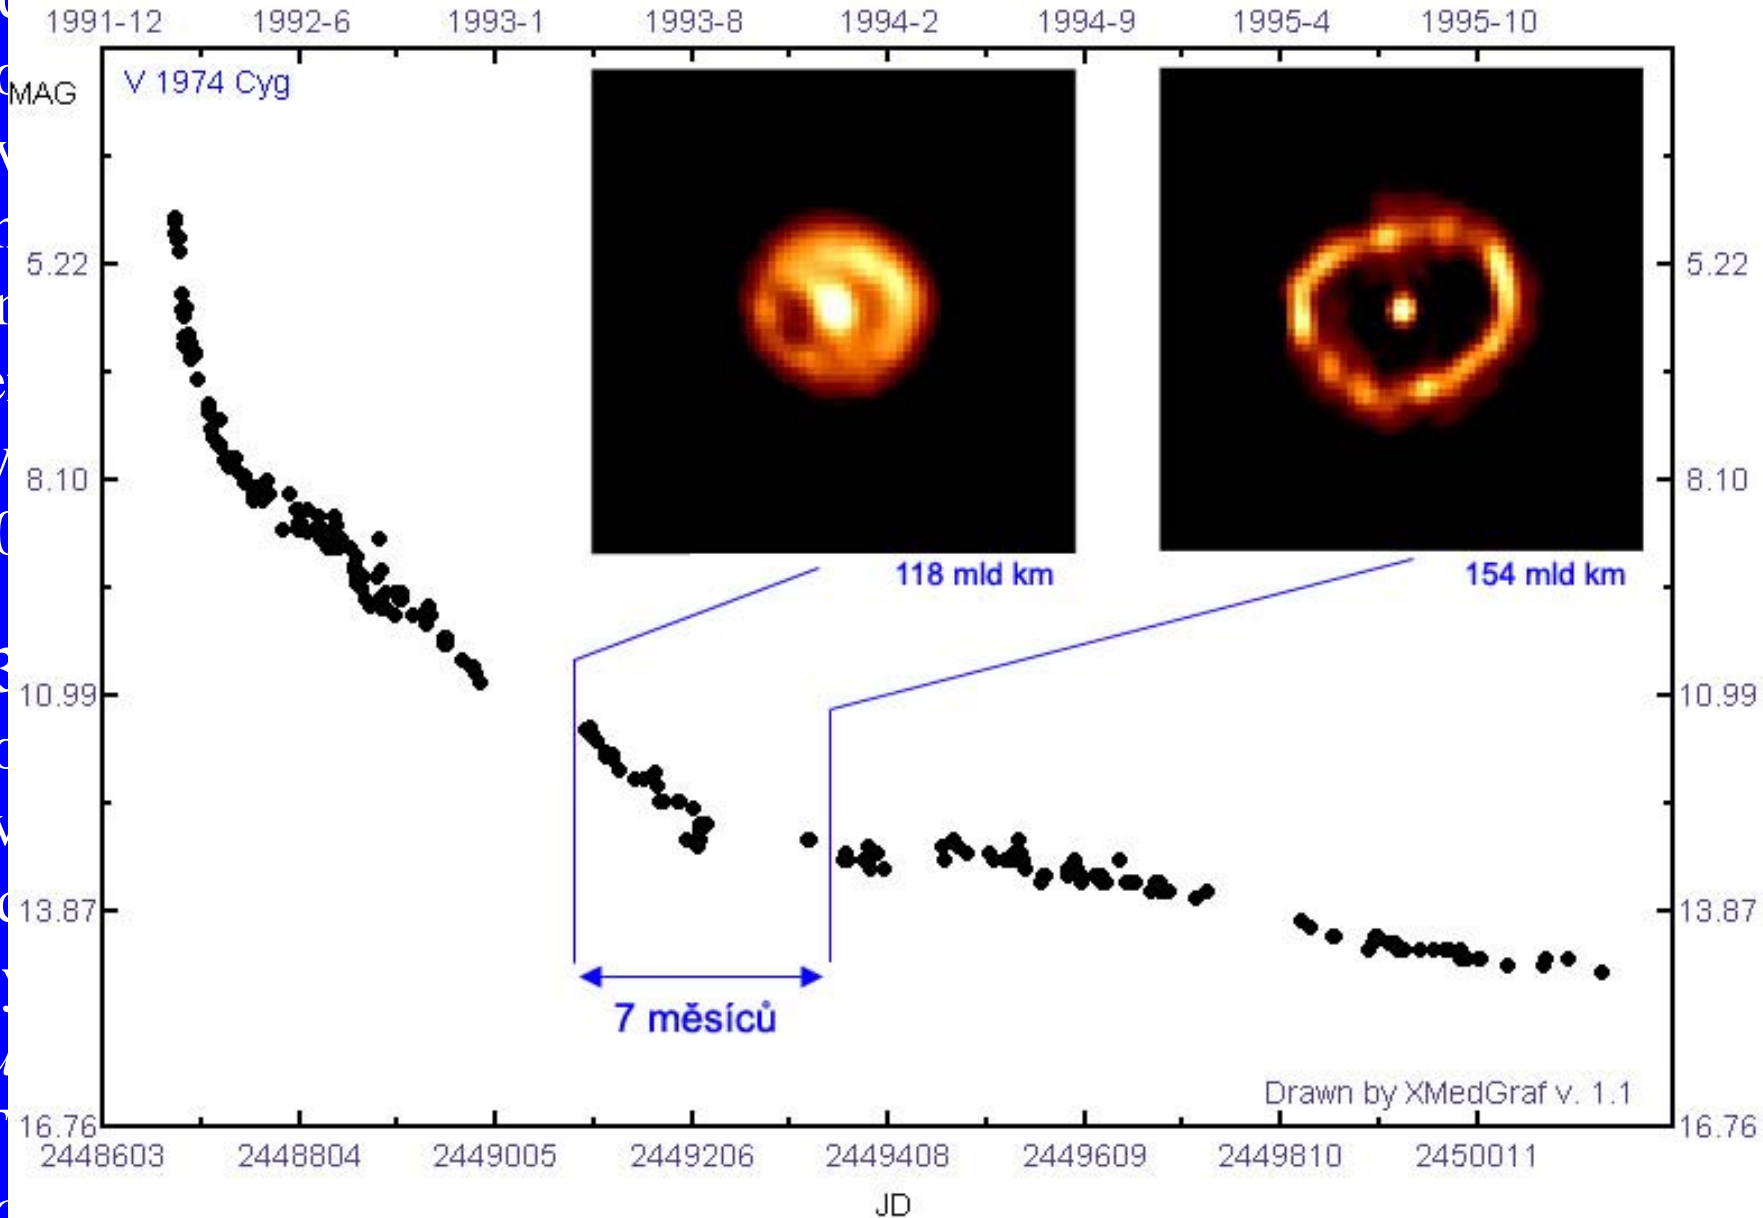 1991-12 1992-6 1993-1 1993-8 1994-2 1994-9 1995-4 1995-10
MAG
V 1974 Cyg
5.22 5.22
118 mld km 154 mld km
8.10 8.10
10.99 10.99
13.87 13.87
7 měsíců
Drawn by XMedGraf v. 1.1
16.76 16.76
2448603 2448804 2449005 2449206 2449408 2449609 2449810 2450011
JD